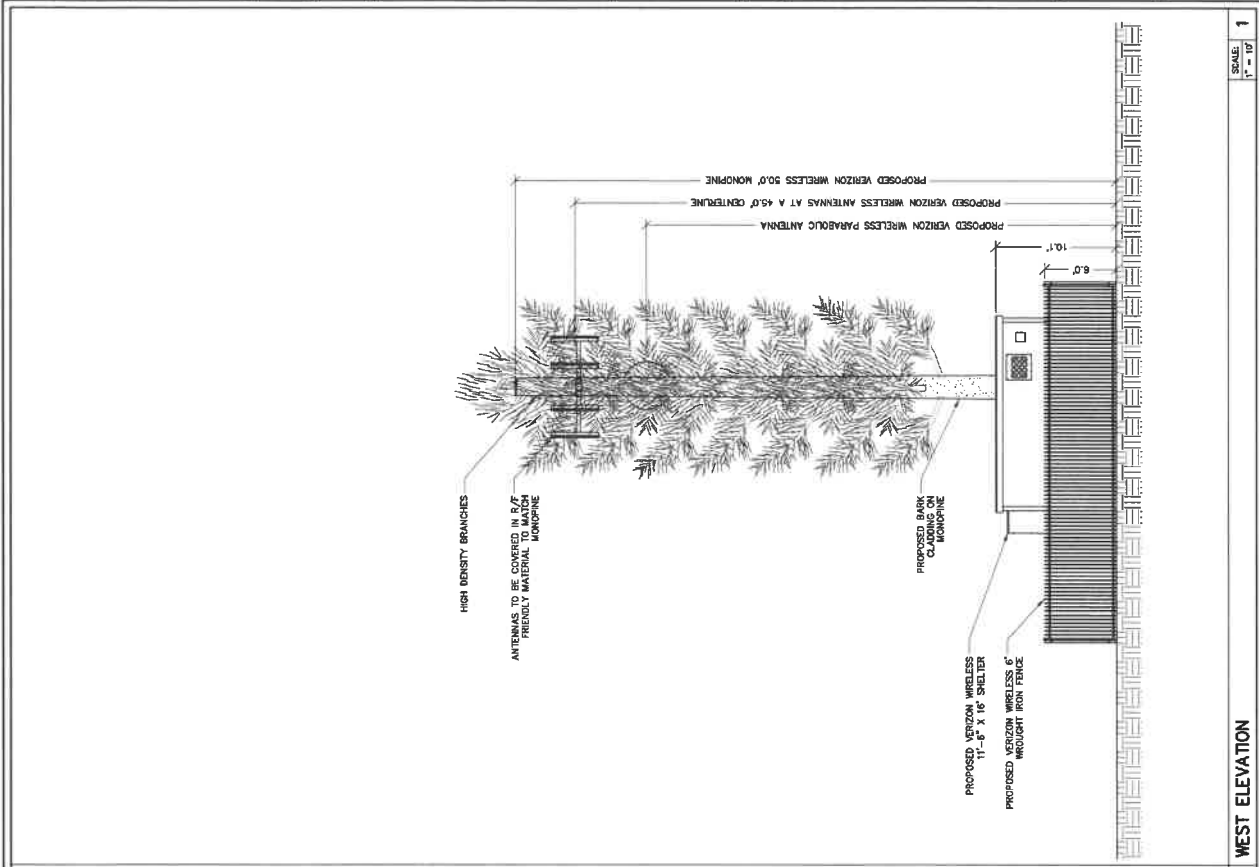 PROPOSED VERIZON WIRELESS 50.0' MONOPINE
PROPOSED VERIZON WIRELESS ANTENNAS AT A 45.0' CENTERLINE
PROPOSED VERIZON WIRELESS PARABOLIC ANTENNA
10.1'
6.0'
HIGH DENSITY BRANCHES
ANTENNAS TO BE COVERED IN R/F
FRIENDLY MATERIAL TO MATCH
MONOPINE
PROPOSED BARK
CLADDING ON
MONOPINE
PROPOSED VERIZON WIRELESS
11'-6" X 16' SHELTER
PROPOSED VERIZON WIRELESS 6'
WROUGHT IRON FENCE
WEST ELEVATION
SCALE:
1" = 10'
1